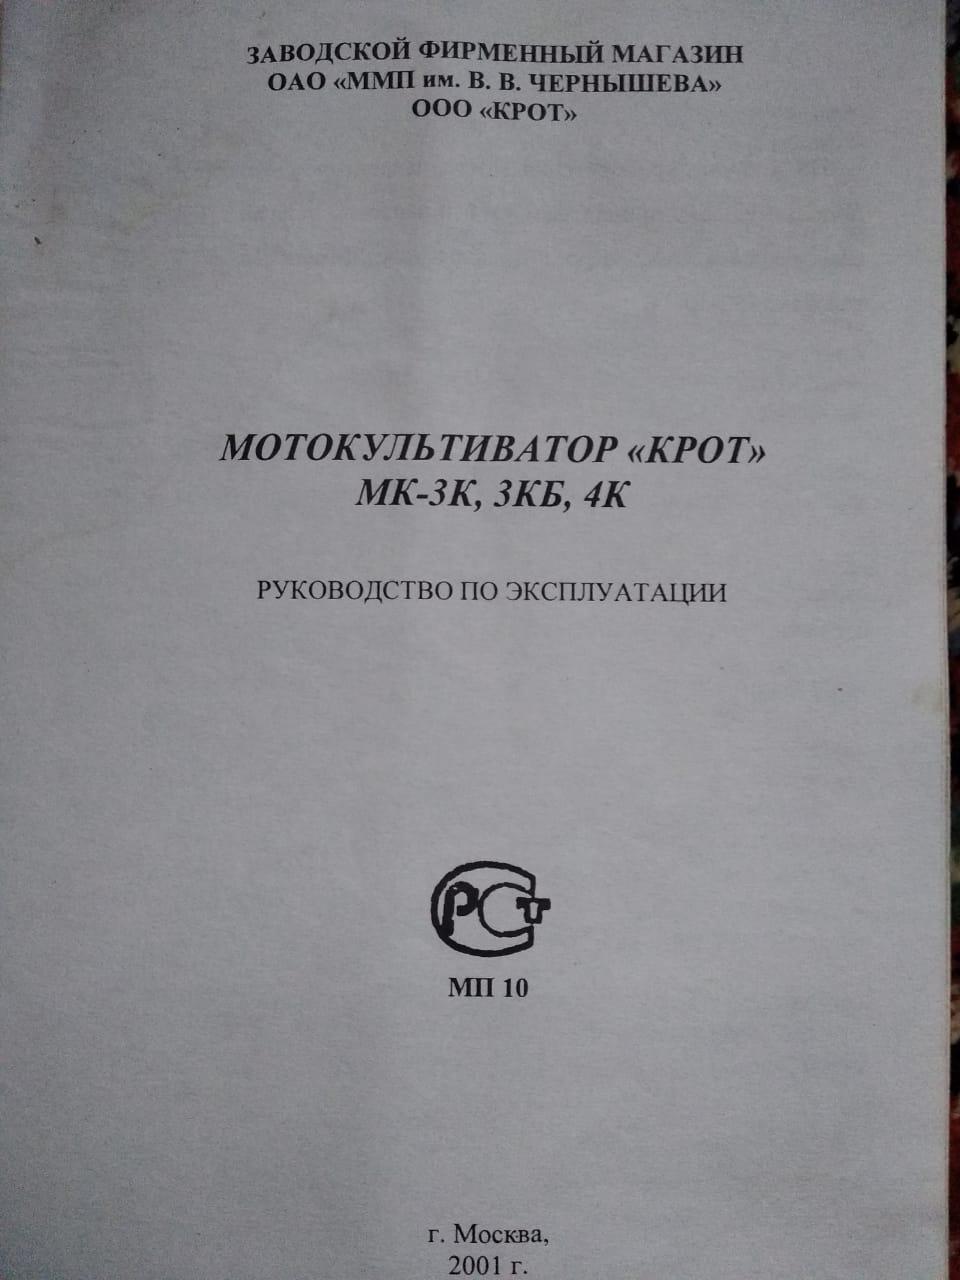 ЗАВОДСКОЙ ФИРМЕННЫЙ МАГАЗИН
ОАО «ММП им. В. В. ЧЕРНЫШЕВА»
ООО «КРОТ»
МОТОКУЛЬТИВАТОР «КРОТ»
МК-3К, 3КБ, 4К
РУКОВОДСТВО ПО ЭКСПЛУАТАЦИИ
РСТ
МП 10
г. Москва,
2001 г.